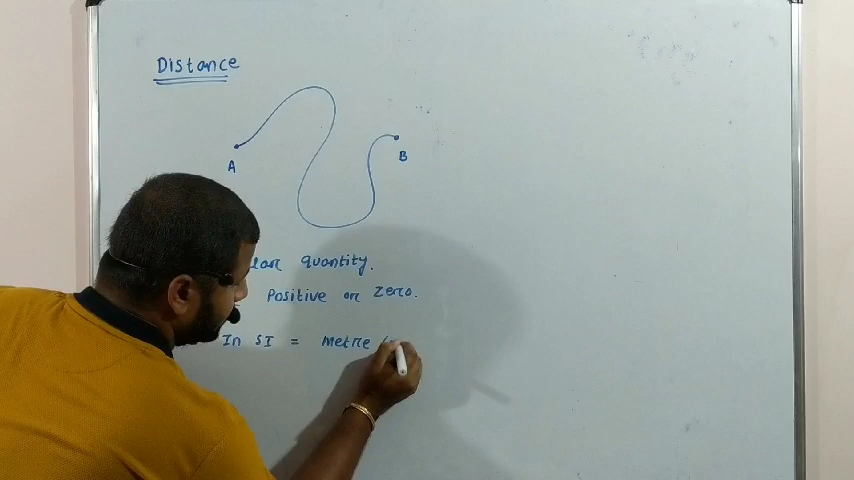 Distance
A
B
quantity.
Positive or Zero.
In SI = Metre (